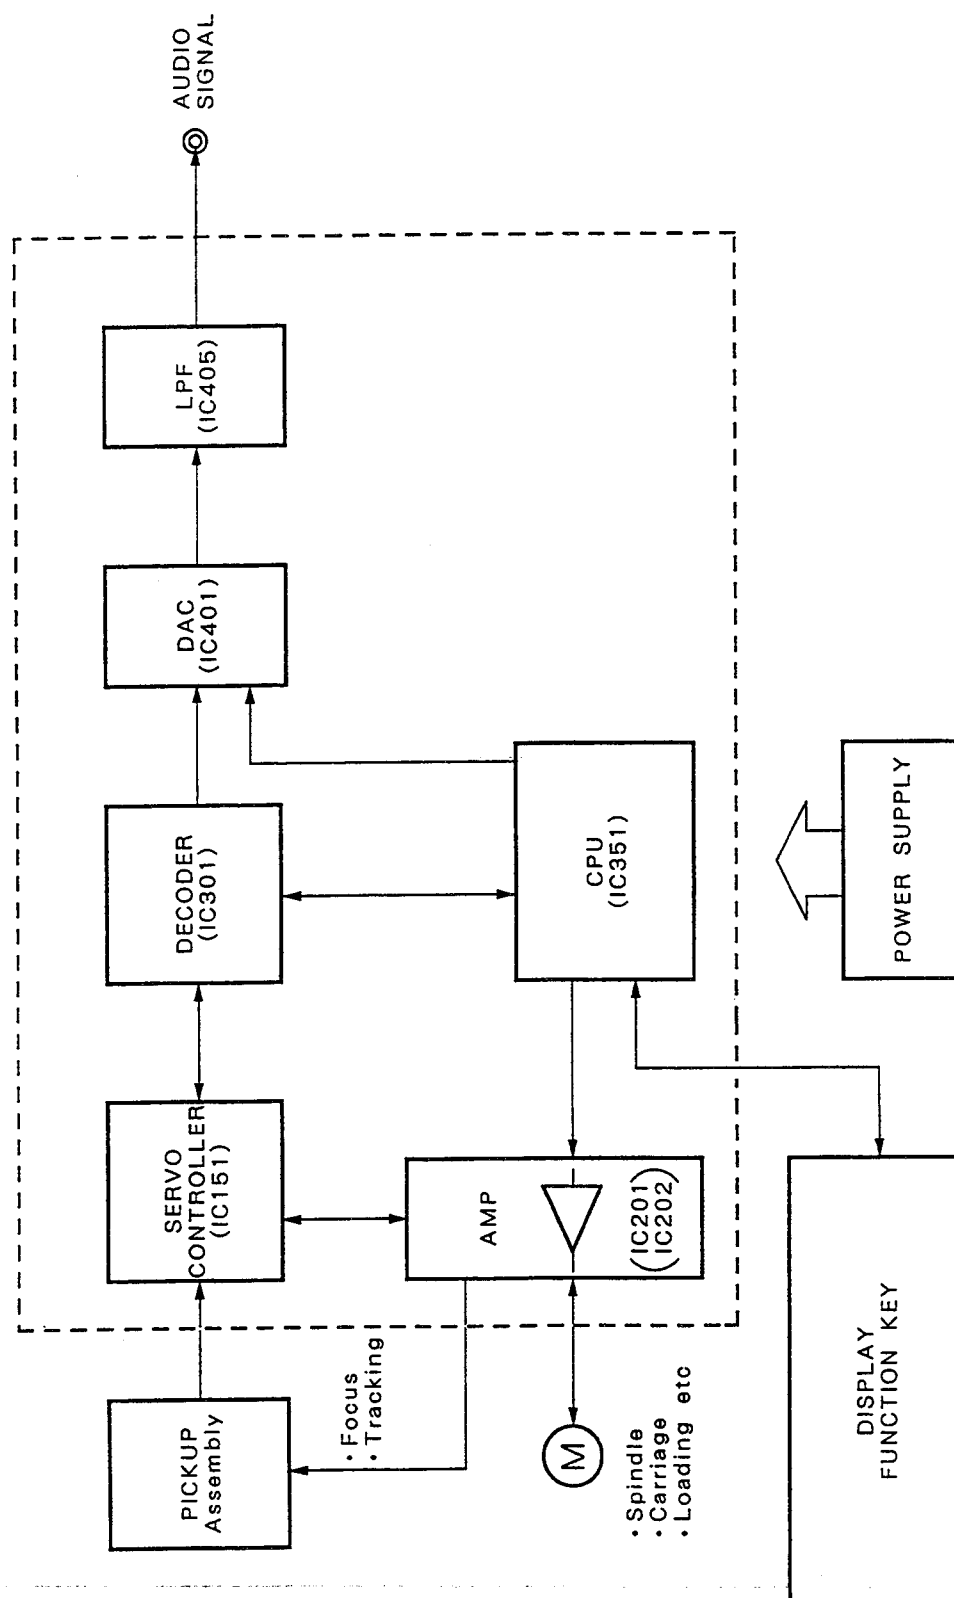 PICKUP
Assembly
SERVO
CONTROLLER
(IC151)
DECODER
(IC301)
DAC
(IC401)
LPF
(IC405)
AUDIO
SIGNAL
• Focus
• Tracking
AMP
(IC201)
(IC202)
CPU
(IC351)
M
• Spindle
• Carriage
• Loading etc
DISPLAY
FUNCTION KEY
POWER SUPPLY